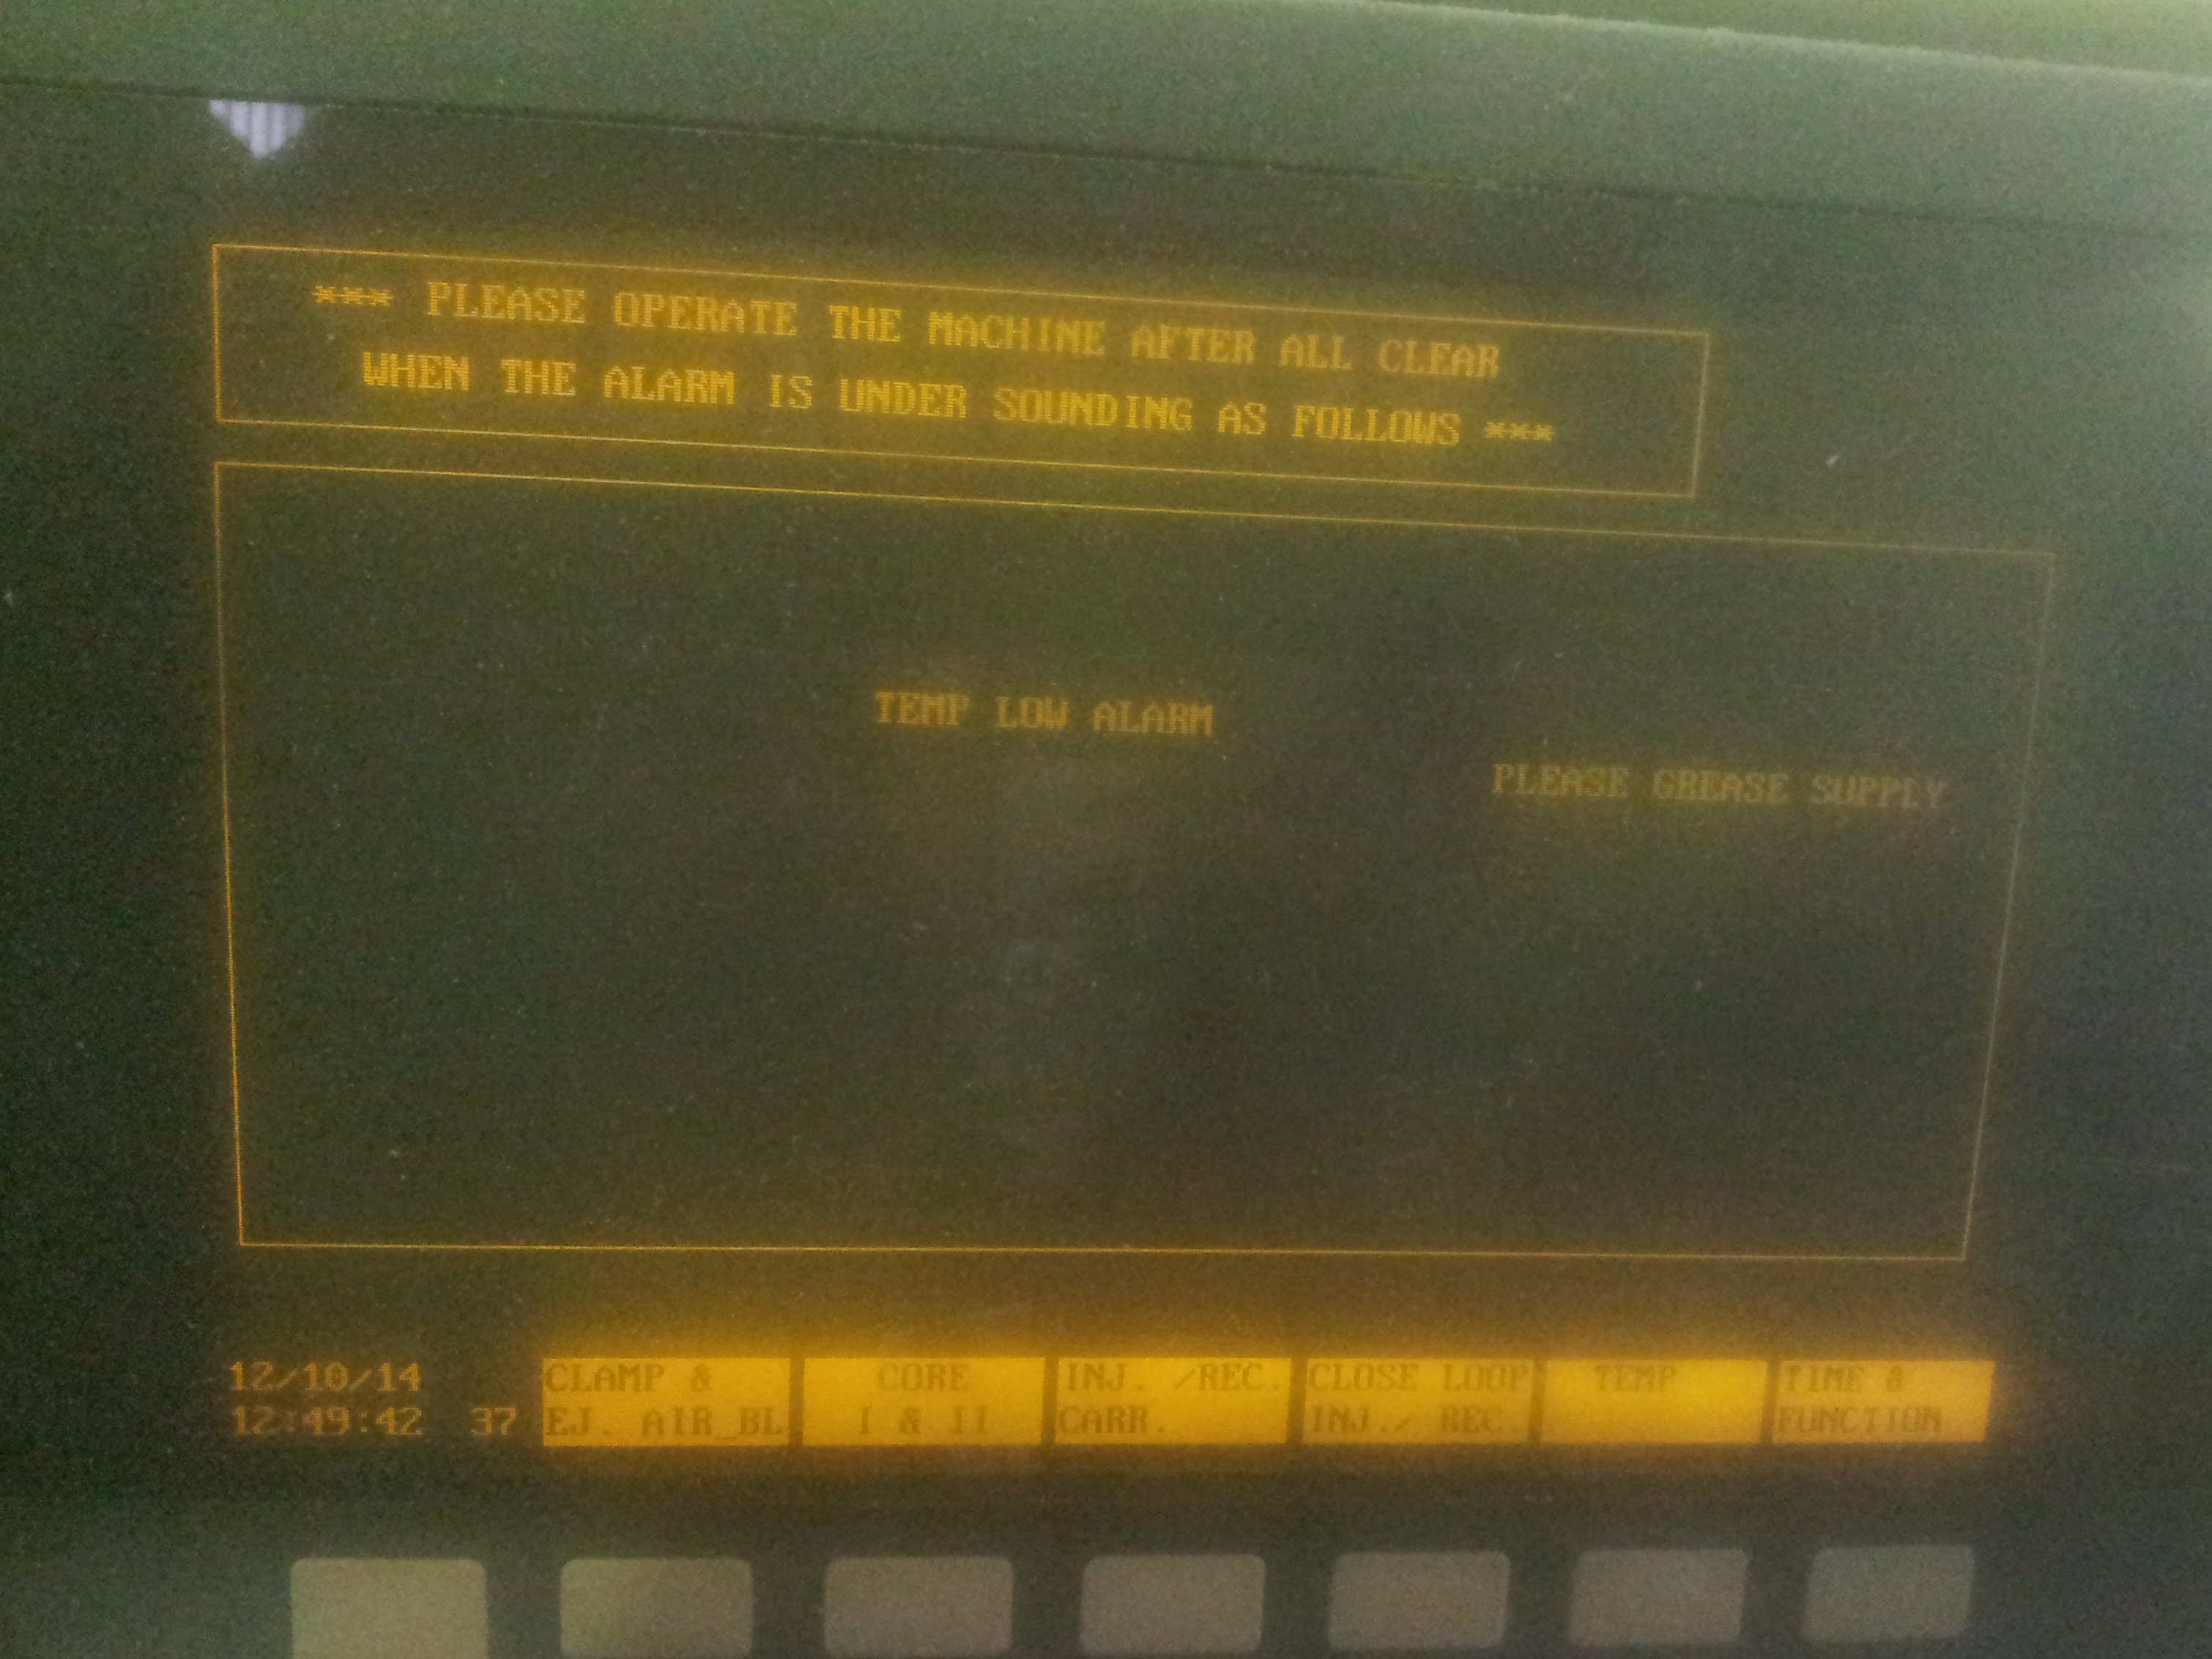 *** PLEASE OPERATE THE MACHINE AFTER ALL CLEAR
WHEN THE ALARM IS UNDER SOUNDING AS FOLLOWS ***
TEMP LOW ALARM
PLEASE GREASE SUPPLY
12/10/14
12:49:42 37
CLAMP &
EJ. AIR_BL
CORE
I & II
INJ. /REC.
CARR.
CLOSE LOOP
INJ./ REC.
TEMP
TIME &
FUNCTION